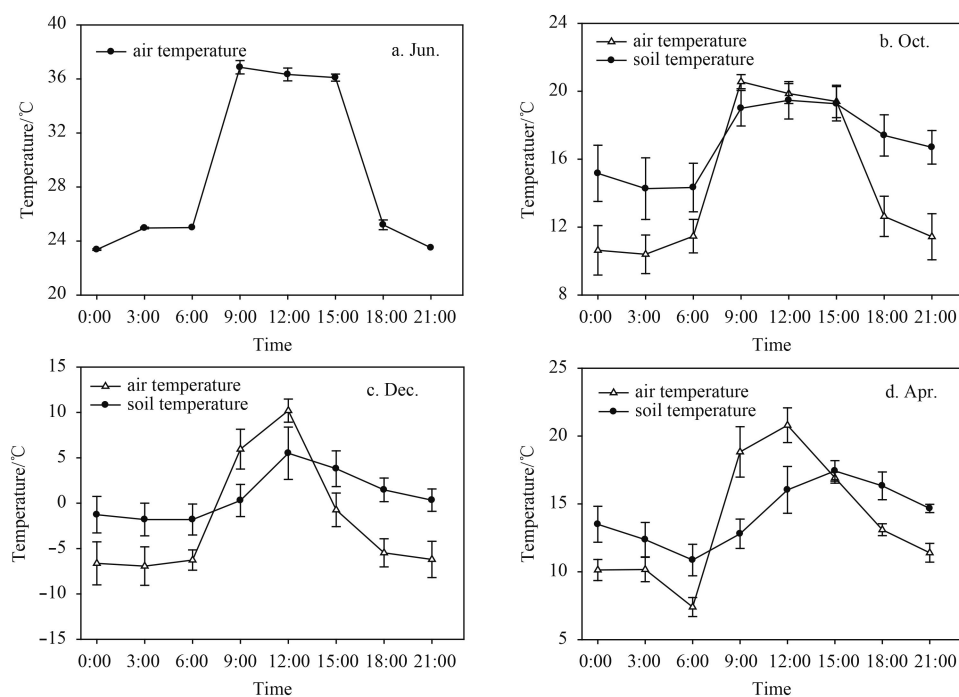 40
36
32
28
24
20
Temperature/℃
air temperature
a. Jun.
0:00 3:00 6:00 9:00 12:00 15:00 18:00 21:00
Time
24
20
16
12
8
Temperatuer/℃
air temperature
soil temperature
b. Oct.
0:00 3:00 6:00 9:00 12:00 15:00 18:00 21:00
Time
15
10
5
0
−5
−10
−15
Temperature/℃
air temperature
soil temperature
c. Dec.
0:00 3:00 6:00 9:00 12:00 15:00 18:00 21:00
Time
25
20
15
10
5
Temperature/℃
air temperature
soil temperature
d. Apr.
0:00 3:00 6:00 9:00 12:00 15:00 18:00 21:00
Time